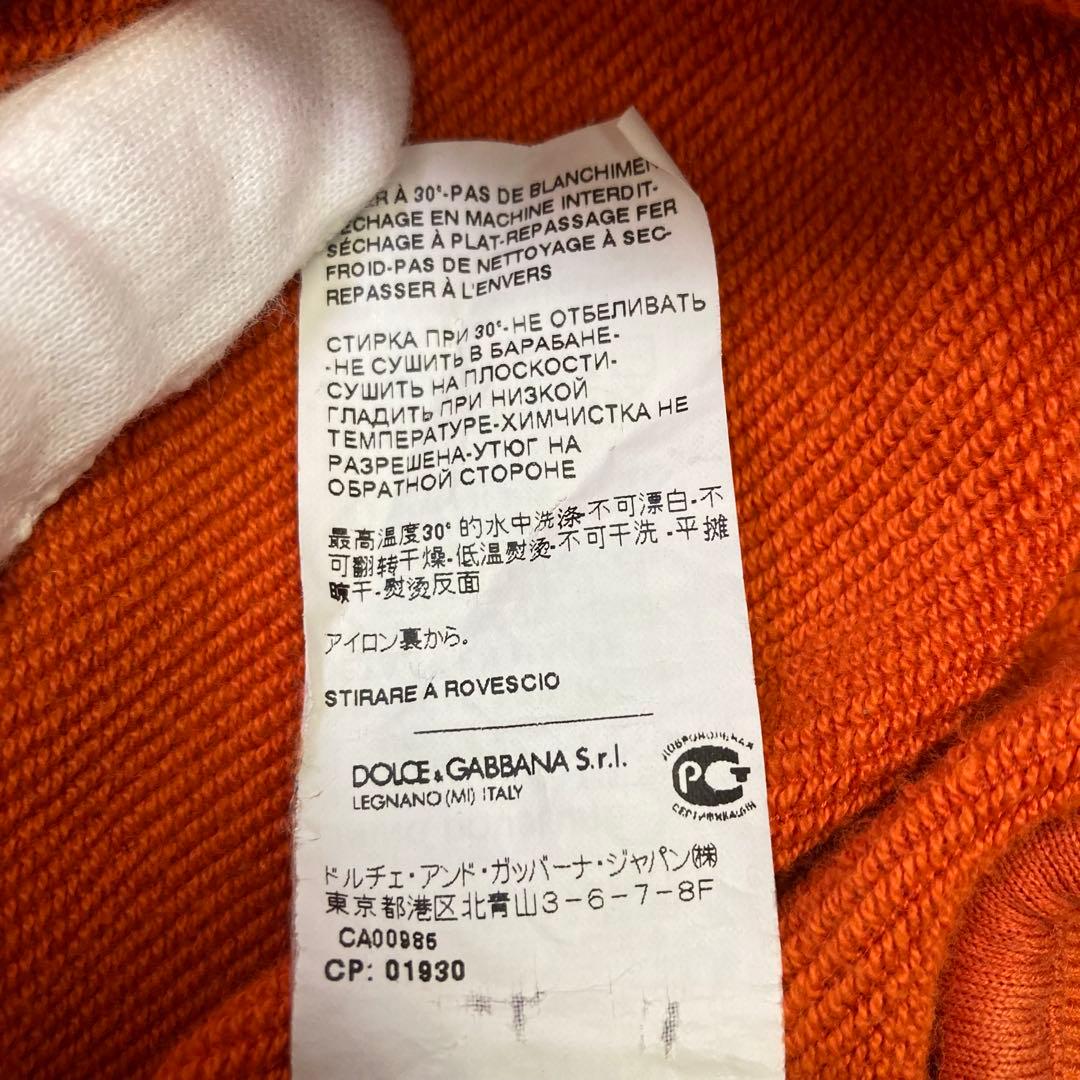 À 30°-PAS DE BLANCHIMEN
SÉCHAGE EN MACHINE INTERDIT-
SÉCHAGE À PLAT-REPASSAGE FER
FROID-PAS DE NETTOYAGE À SEC-
REPASSER À L'ENVERS
СТИРКА ПРИ 30°-НЕ ОТБЕЛИВАТЬ
-НЕ СУШИТЬ В БАРАБАНЕ-
СУШИТЬ НА ПЛОСКОСТИ-
ГЛАДИТЬ ПРИ НИЗКОЙ
ТЕМПЕРАТУРЕ-ХИМЧИСТКА НЕ
РАЗРЕШЕНА-УТЮГ НА
ОБРАТНОЙ СТОРОНЕ
最高温度30° 的水中洗涤-不可漂白-不
可翻转干燥-低温熨烫-不可干洗 -平摊
晾干-熨烫反面
アイロン裏から。
STIRARE A ROVESCIO
DOLCE & GABBANA S.r.l.
LEGNANO (MI) ITALY
РСТ
ドルチェ・アンド・ガッバーナ・ジャパン㈱
東京都港区北青山3-6-7-8F
CA00985
CP: 01930